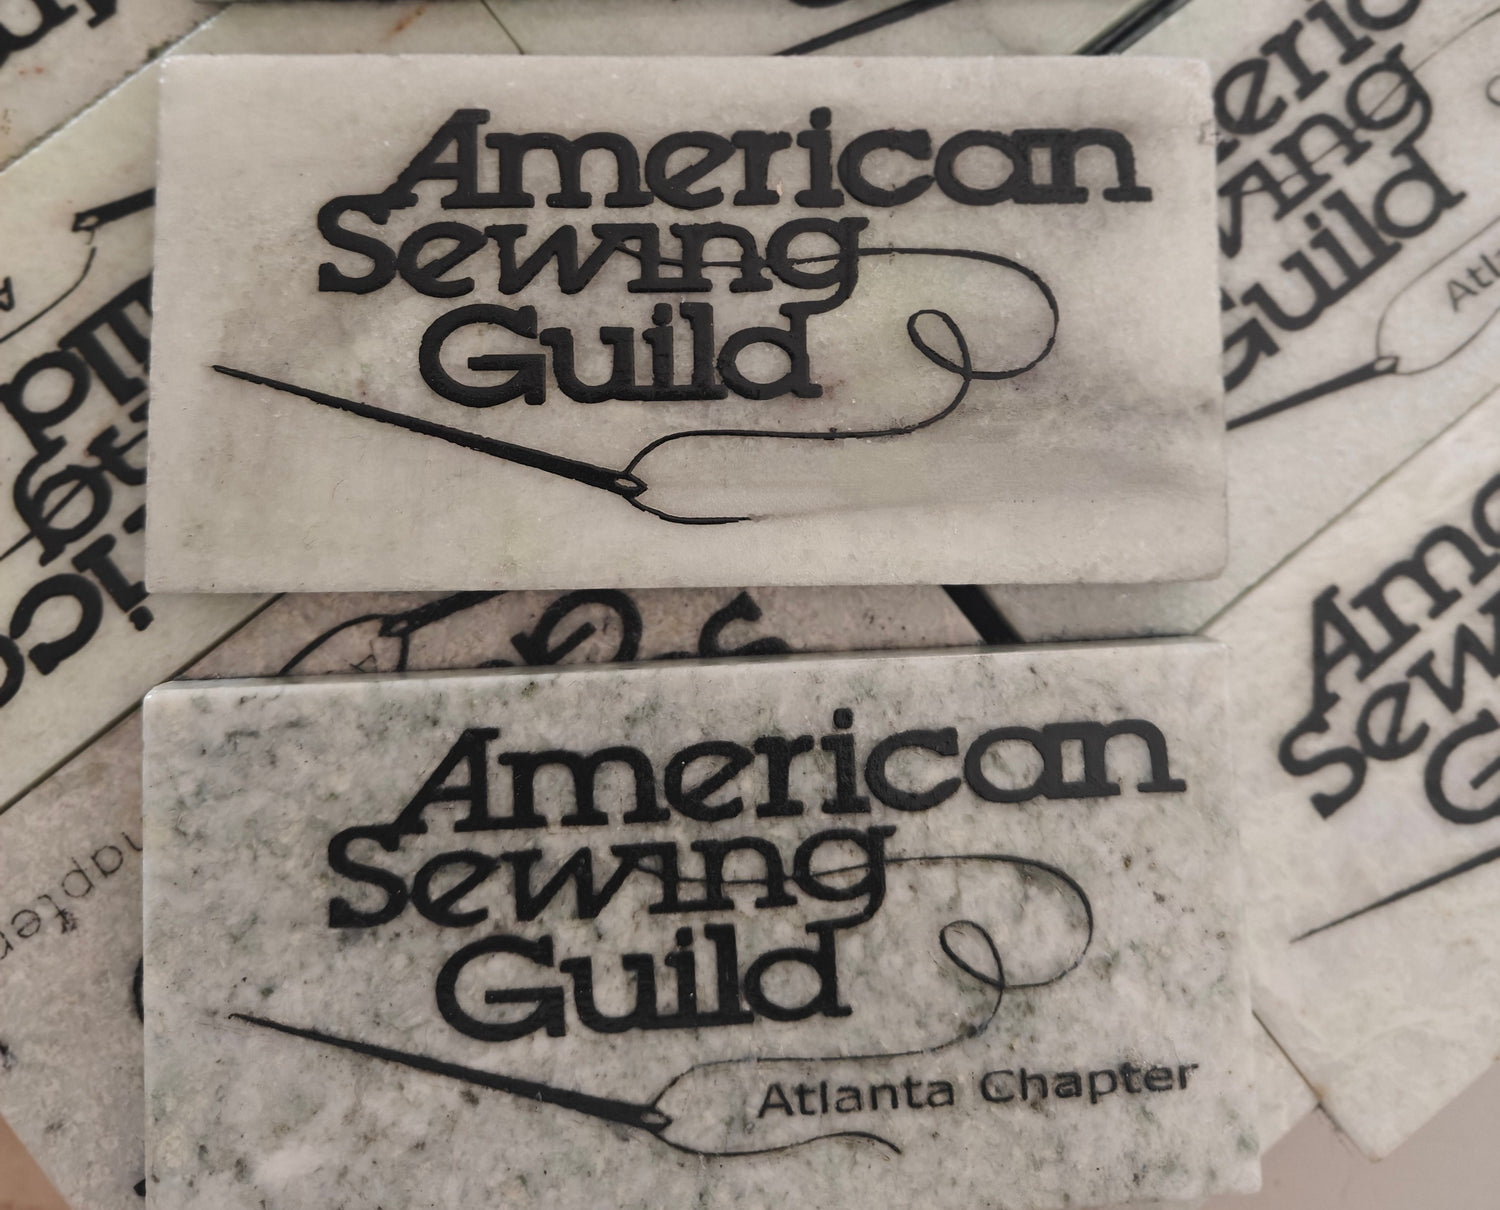 American
Sewing
Guild
American
Sewing
Guild
Atlanta Chapter